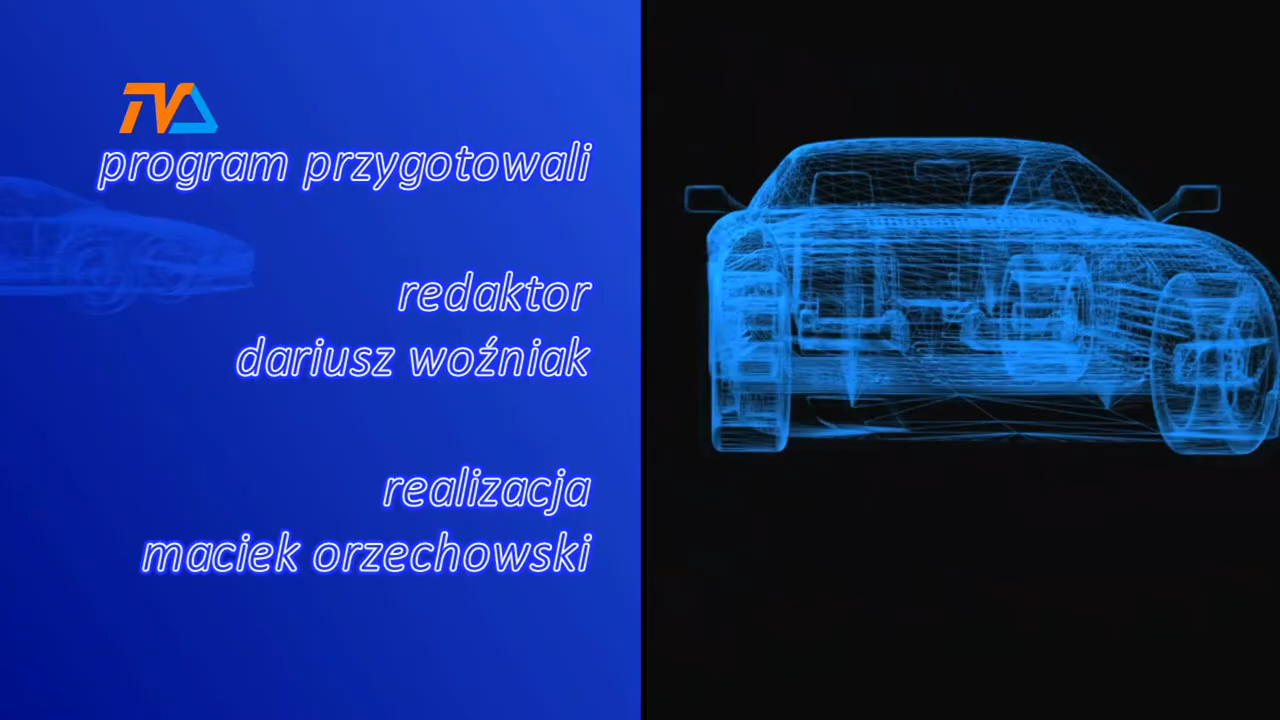 TVA
program przygotowali
redaktor
dariusz woźniak
realizacja
maciek orzechowski